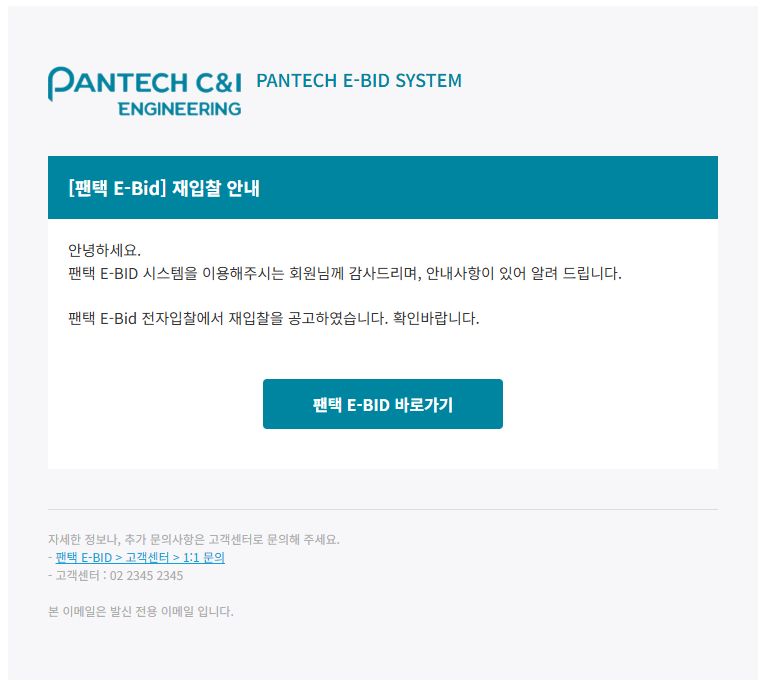 PANTECH C&I
ENGINEERING
PANTECH E-BID SYSTEM
[팬택 E-Bid] 재입찰 안내
안녕하세요.
팬택 E-BID 시스템을 이용해주시는 회원님께 감사드리며, 안내사항이 있어 알려 드립니다.
팬택 E-Bid 전자입찰에서 재입찰을 공고하였습니다. 확인바랍니다.
팬택 E-BID 바로가기
자세한 정보나, 추가 문의사항은 고객센터로 문의해 주세요.
- 팬택 E-BID > 고객센터 > 1:1 문의
- 고객센터 : 02 2345 2345
본 이메일은 발신 전용 이메일 입니다.